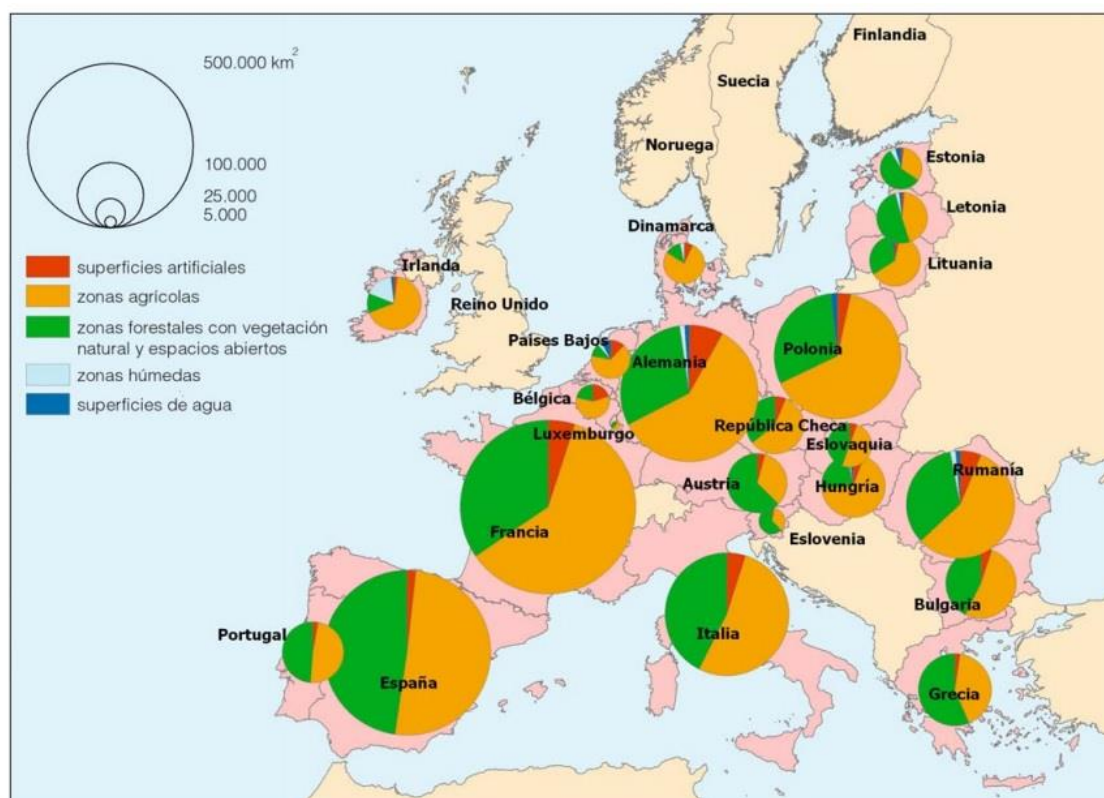 500.000 km²
100.000
25.000
5.000
superficies artificiales
zonas agrícolas
zonas forestales con vegetación
natural y espacios abiertos
zonas húmedas
superficies de agua
Finlandia
Suecia
Noruega
Estonia
Letonia
Dinamarca
Lituania
Irlanda
Reino Unido
Países Bajos
Alemania
Polonia
Bélgica
Luxemburgo
República Checa
Eslovaquia
Austria
Hungría
Rumanía
Francia
Eslovenia
Bulgaría
Portugal
Italia
España
Grecia